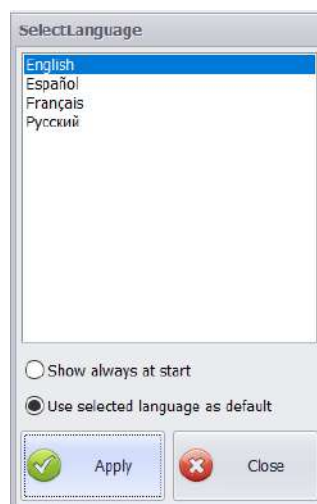 SelectLanguage
English
Español
Français
Русский
Show always at start
Use selected language as default
Apply
Close